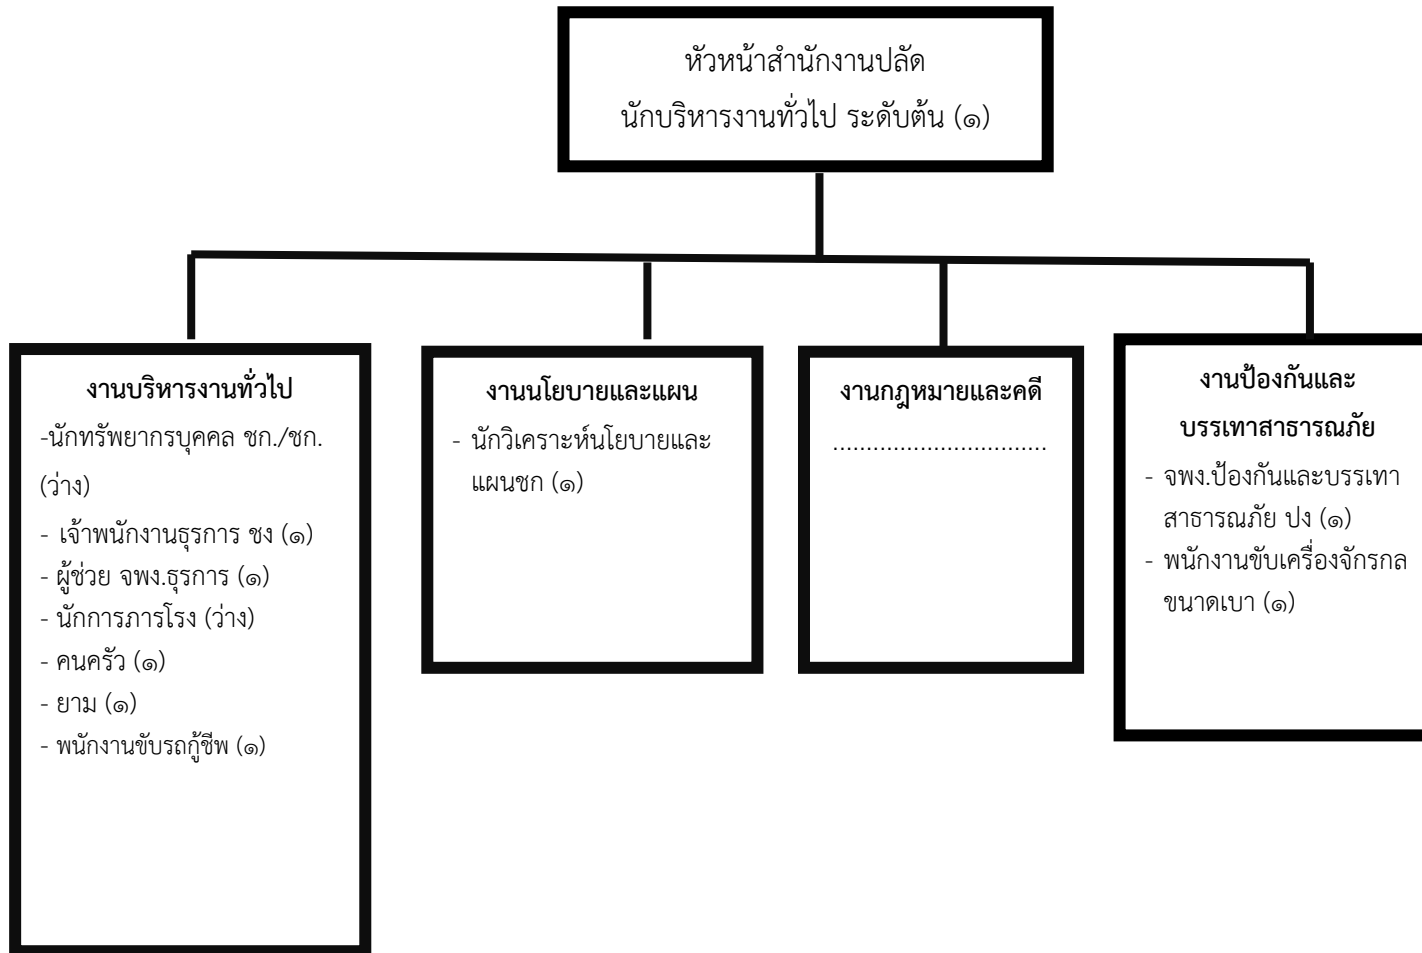 หัวหน้าสำนักงานปลัด
นักบริหารงานทั่วไป ระดับต้น (๑)
งานบริหารงานทั่วไป
-นักทรัพยากรบุคคล ชก./ชก.
(ว่าง)
- เจ้าพนักงานธุรการ ชง (๑)
- ผู้ช่วย จพง.ธุรการ (๑)
- นักการภารโรง (ว่าง)
- คนครัว (๑)
- ยาม (๑)
- พนักงานขับรถกู้ชีพ (๑)
งานนโยบายและแผน
- นักวิเคราะห์นโยบายและ
แผนชก (๑)
งานกฎหมายและคดี
................................
งานป้องกันและ
บรรเทาสาธารณภัย
- จพง.ป้องกันและบรรเทา
สาธารณภัย ปง (๑)
- พนักงานขับเครื่องจักรกล
ขนาดเบา (๑)